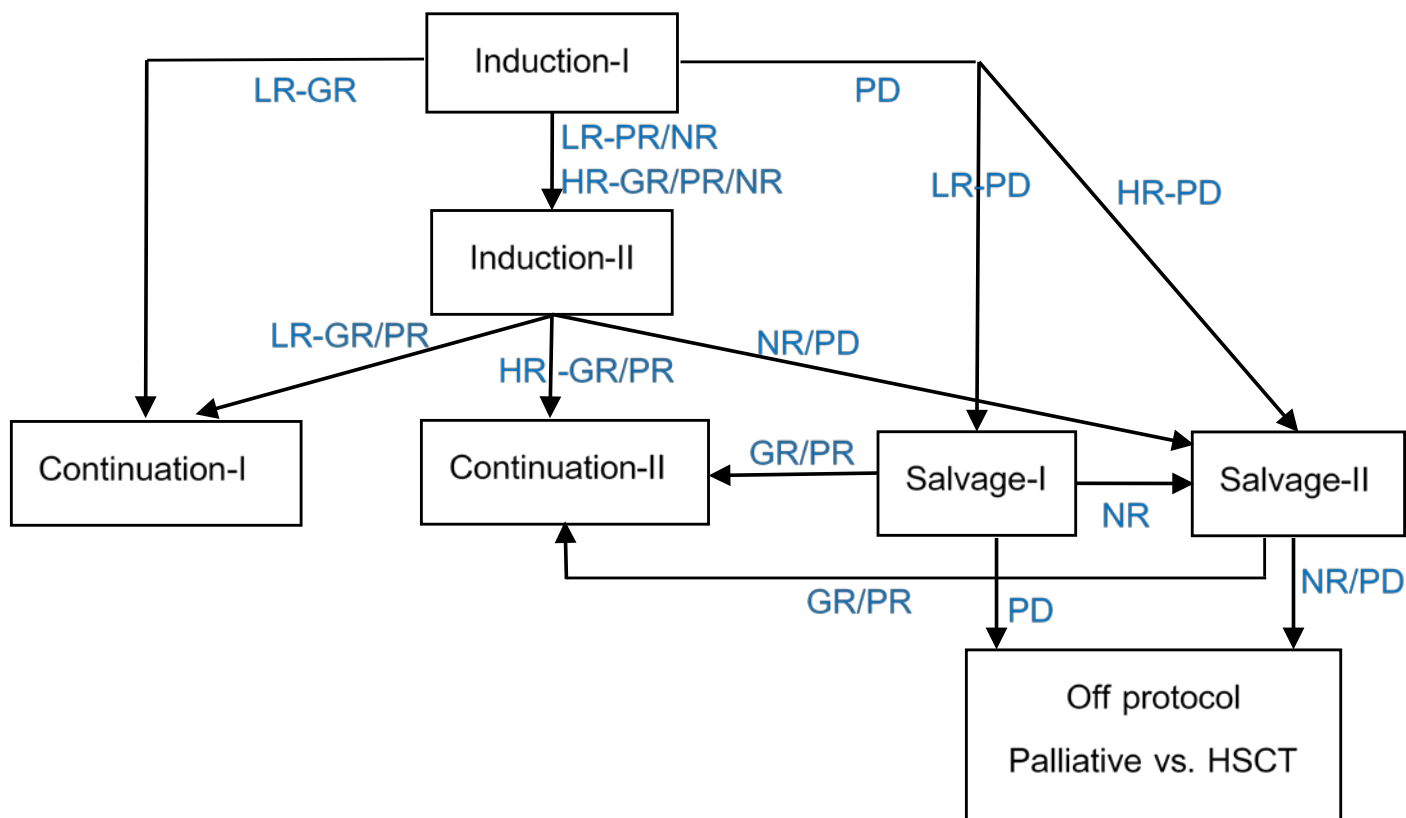 Induction-I
LR-GR
PD
LR-PR/NR
HR-GR/PR/NR
LR-PD
HR-PD
Induction-II
LR-GR/PR
HR -GR/PR
NR/PD
Continuation-I
Continuation-II
GR/PR
Salvage-I
NR
Salvage-II
GR/PR
PD
NR/PD
Off protocol
Palliative vs. HSCT